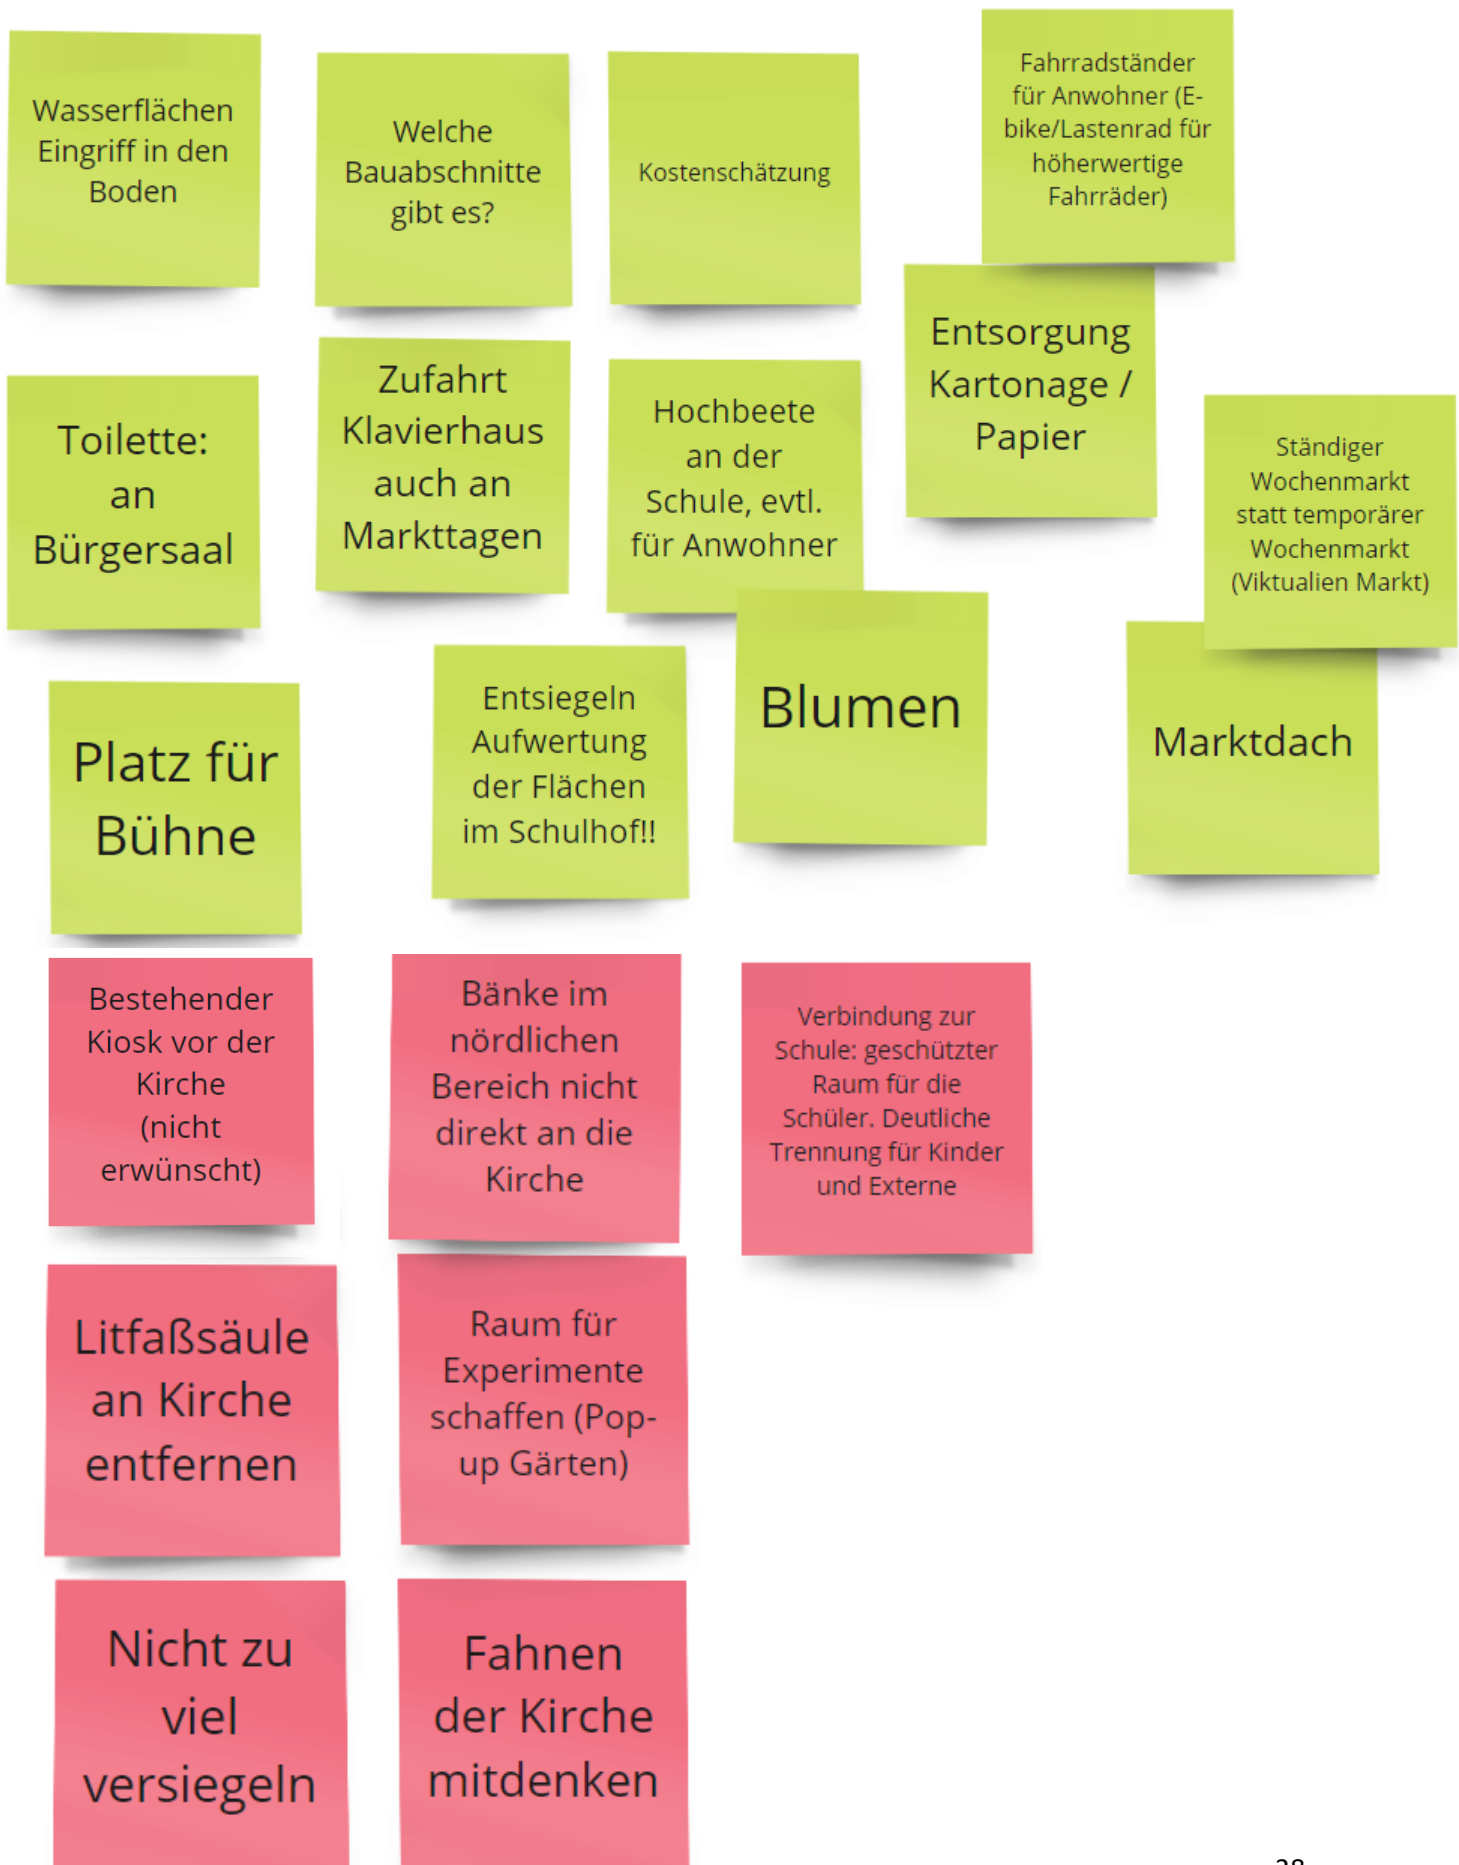 Wasserflächen
Eingriff in den
Boden
Welche
Bauabschnitte
gibt es?
Kostenschätzung
Fahrradständer
für Anwohner (E-
bike/Lastenrad für
höherwertige
Fahrräder)
Toilette:
an
Bürgersaal
Zufahrt
Klavierhaus
auch an
Markttagen
Hochbeete
an der
Schule, evtl.
für Anwohner
Entsorgung
Kartonage /
Papier
Ständiger
Wochenmarkt
statt temporärer
Wochenmarkt
(Viktualien Markt)
Platz für
Bühne
Entsiegeln
Aufwertung
der Flächen
im Schulhof!!
Blumen
Marktdach
Bestehender
Kiosk vor der
Kirche
(nicht
erwünscht)
Bänke im
nördlichen
Bereich nicht
direkt an die
Kirche
Verbindung zur
Schule: geschützter
Raum für die
Schüler. Deutliche
Trennung für Kinder
und Externe
Litfaßsäule
an Kirche
entfernen
Raum für
Experimente
schaffen (Pop-
up Gärten)
Nicht zu
viel
versiegeln
Fahnen
der Kirche
mitdenken